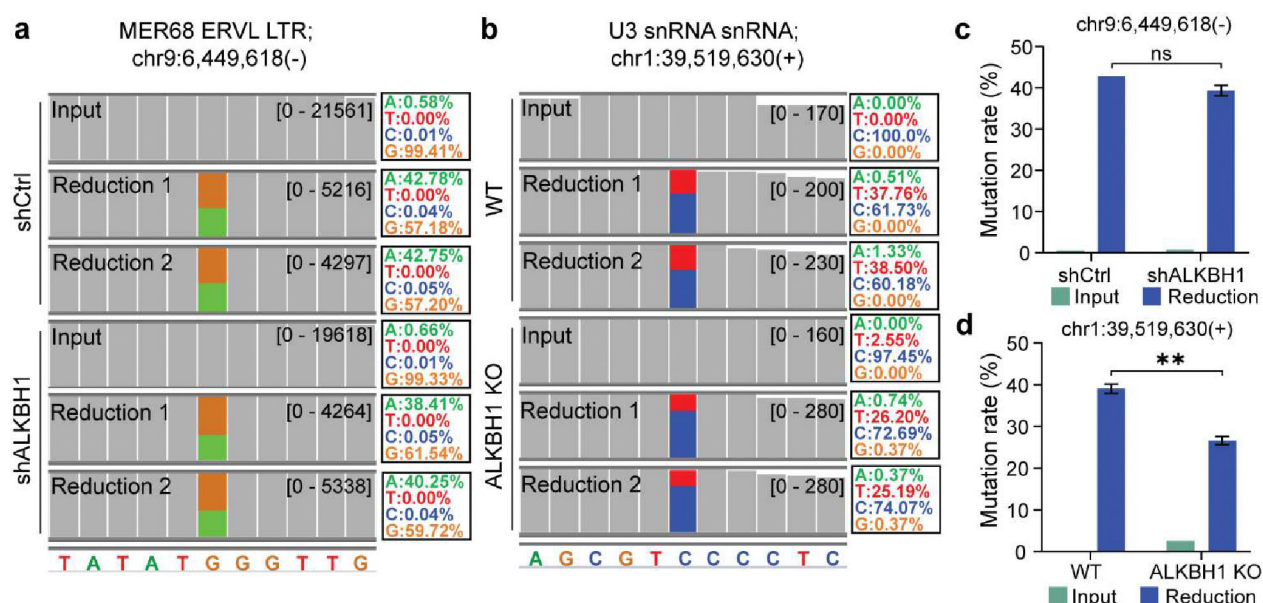 a
MER68 ERVL LTR;
chr9:6,449,618(-)
shCtrl
Input
[0 - 21561]
A:0.58%
T:0.00%
C:0.01%
G:99.41%
Reduction 1
[0 - 5216]
A:42.78%
T:0.00%
C:0.04%
G:57.18%
Reduction 2
[0 - 4297]
A:42.75%
T:0.00%
C:0.05%
G:57.20%
shALKBH1
Input
[0 - 19618]
A:0.66%
T:0.00%
C:0.01%
G:99.33%
Reduction 1
[0 - 4264]
A:38.41%
T:0.00%
C:0.05%
G:61.54%
Reduction 2
[0 - 5338]
A:40.25%
T:0.00%
C:0.04%
G:59.72%
T A T A T G G G T T G
b
U3 snRNA snRNA;
chr1:39,519,630(+)
WT
Input
[0 - 170]
A:0.00%
T:0.00%
C:100.0%
G:0.00%
Reduction 1
[0 - 200]
A:0.51%
T:37.76%
C:61.73%
G:0.00%
Reduction 2
[0 - 230]
A:1.33%
T:38.50%
C:60.18%
G:0.00%
ALKBH1 KO
Input
[0 - 160]
A:0.00%
T:2.55%
C:97.45%
G:0.00%
Reduction 1
[0 - 280]
A:0.74%
T:26.20%
C:72.69%
G:0.37%
Reduction 2
[0 - 280]
A:0.37%
T:25.19%
C:74.07%
G:0.37%
A G C G T C C C C T C
c
chr9:6,449,618(-)
Mutation rate (%)
50
40
30
20
10
0
ns
shCtrl shALKBH1
Input Reduction
d
chr1:39,519,630(+)
Mutation rate (%)
50
40
30
20
10
0
**
WT ALKBH1 KO
Input Reduction